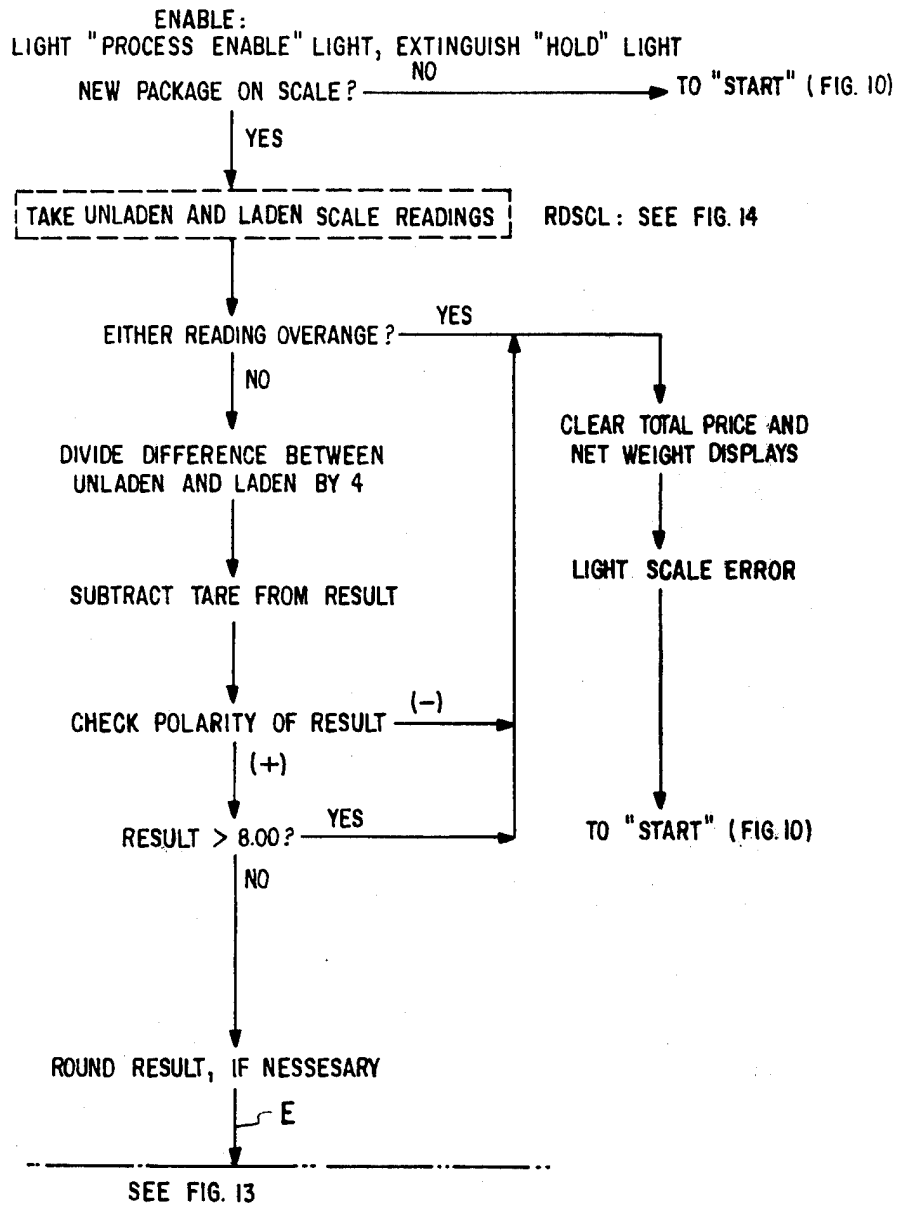 ENABLE:
LIGHT "PROCESS ENABLE" LIGHT, EXTINGUISH "HOLD" LIGHT
NEW PACKAGE ON SCALE?
NO
TO "START" (FIG. 10)
YES
TAKE UNLADEN AND LADEN SCALE READINGS
RDSCL: SEE FIG. 14
EITHER READING OVERANGE?
YES
NO
CLEAR TOTAL PRICE AND
NET WEIGHT DISPLAYS
DIVIDE DIFFERENCE BETWEEN
UNLADEN AND LADEN BY 4
LIGHT SCALE ERROR
SUBTRACT TARE FROM RESULT
CHECK POLARITY OF RESULT
(-)
(+)
RESULT > 8.00?
YES
TO "START" (FIG.10)
NO
ROUND RESULT, IF NESSESARY
E
SEE FIG. 13